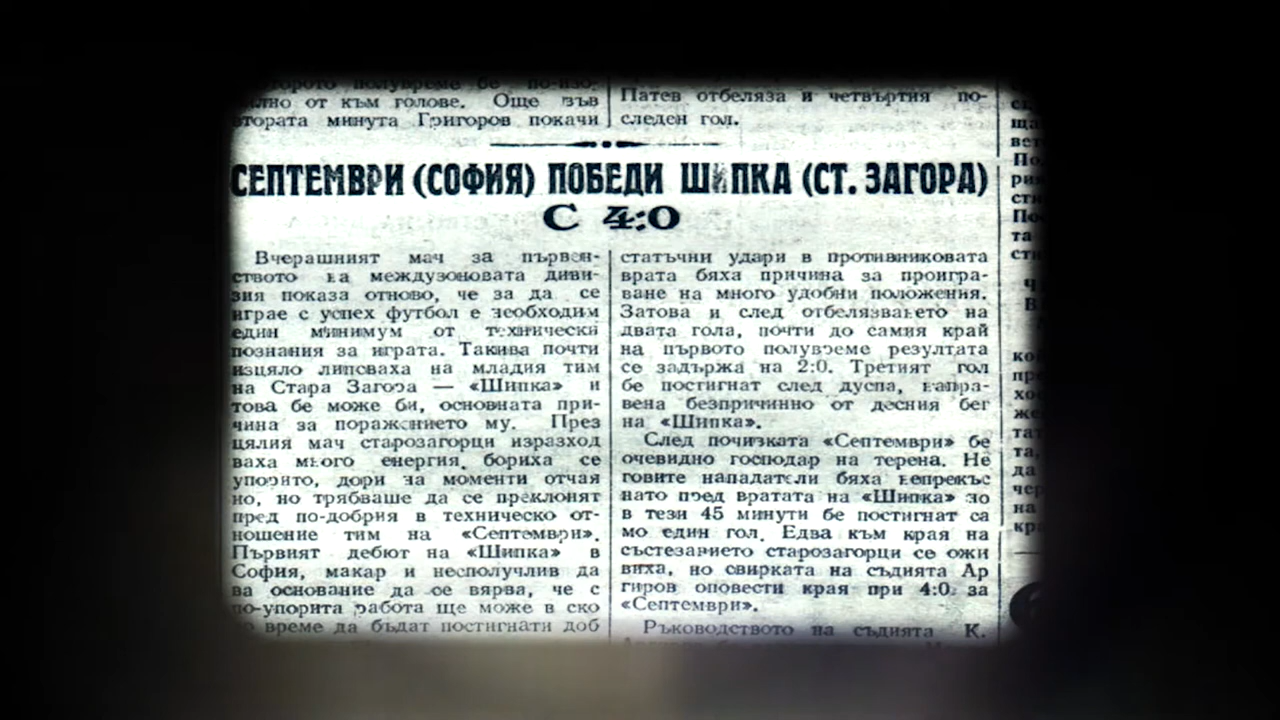 второто полувреме бе по-изо-
ално от към голове. Още във
втората минута Григоров покачи
Патев отбеляза и четвъртия по-
следен гол.
СЕПТЕМВРИ (СОФИЯ) ПОБЕДИ ШИПКА (СТ. ЗАГОРА)
С 4:0
Вчерашният мач за първен-
ството на междузоновата диви-
зия показа отново, че за да се
играе с успех футбол е необходим
един минимум от технически
познания за играта. Такива почти
изцяло липсваха на младия тим
на Стара Загора — «Шипка» и
това бе може би, основната при-
чина за поражението му. През
целия мач старозагорци изразход
ваха много енергия, бориха се
упорито, дори за моменти отчая
но, но трябваше да се преклонят
пред по-добрия в техническо от-
ношение тим на «Септември».
Първият дебют на «Шипка» в
София, макар и несполучлив да
ва основание да се вярва, че с
по-упорита работа ще може в ско
ро време да бъдат постигнати доб
статъчни удари в противниковата
врата бяха причина за проигра-
ване на много удобни положения.
Затова и след отбелязването на
двата гола, почти до самия край
на първото полувреме резултата
се задържа на 2:0. Третият гол
бе постигнат след дуспа, напра-
вена безпричинно от десния бег
на «Шипка».
След почивката «Септември» бе
очевидно господар на терена. Не
говите нападатели бяха непрекъс
нато пред вратата на «Шипка» но
в тези 45 минути бе постигнат са
мо един гол. Едва към края на
състезанието старозагорци се ожи
виха, но свирката на съдията Ар
гиров оповести края при 4:0 за
«Септември».
Ръководството на съдията К.